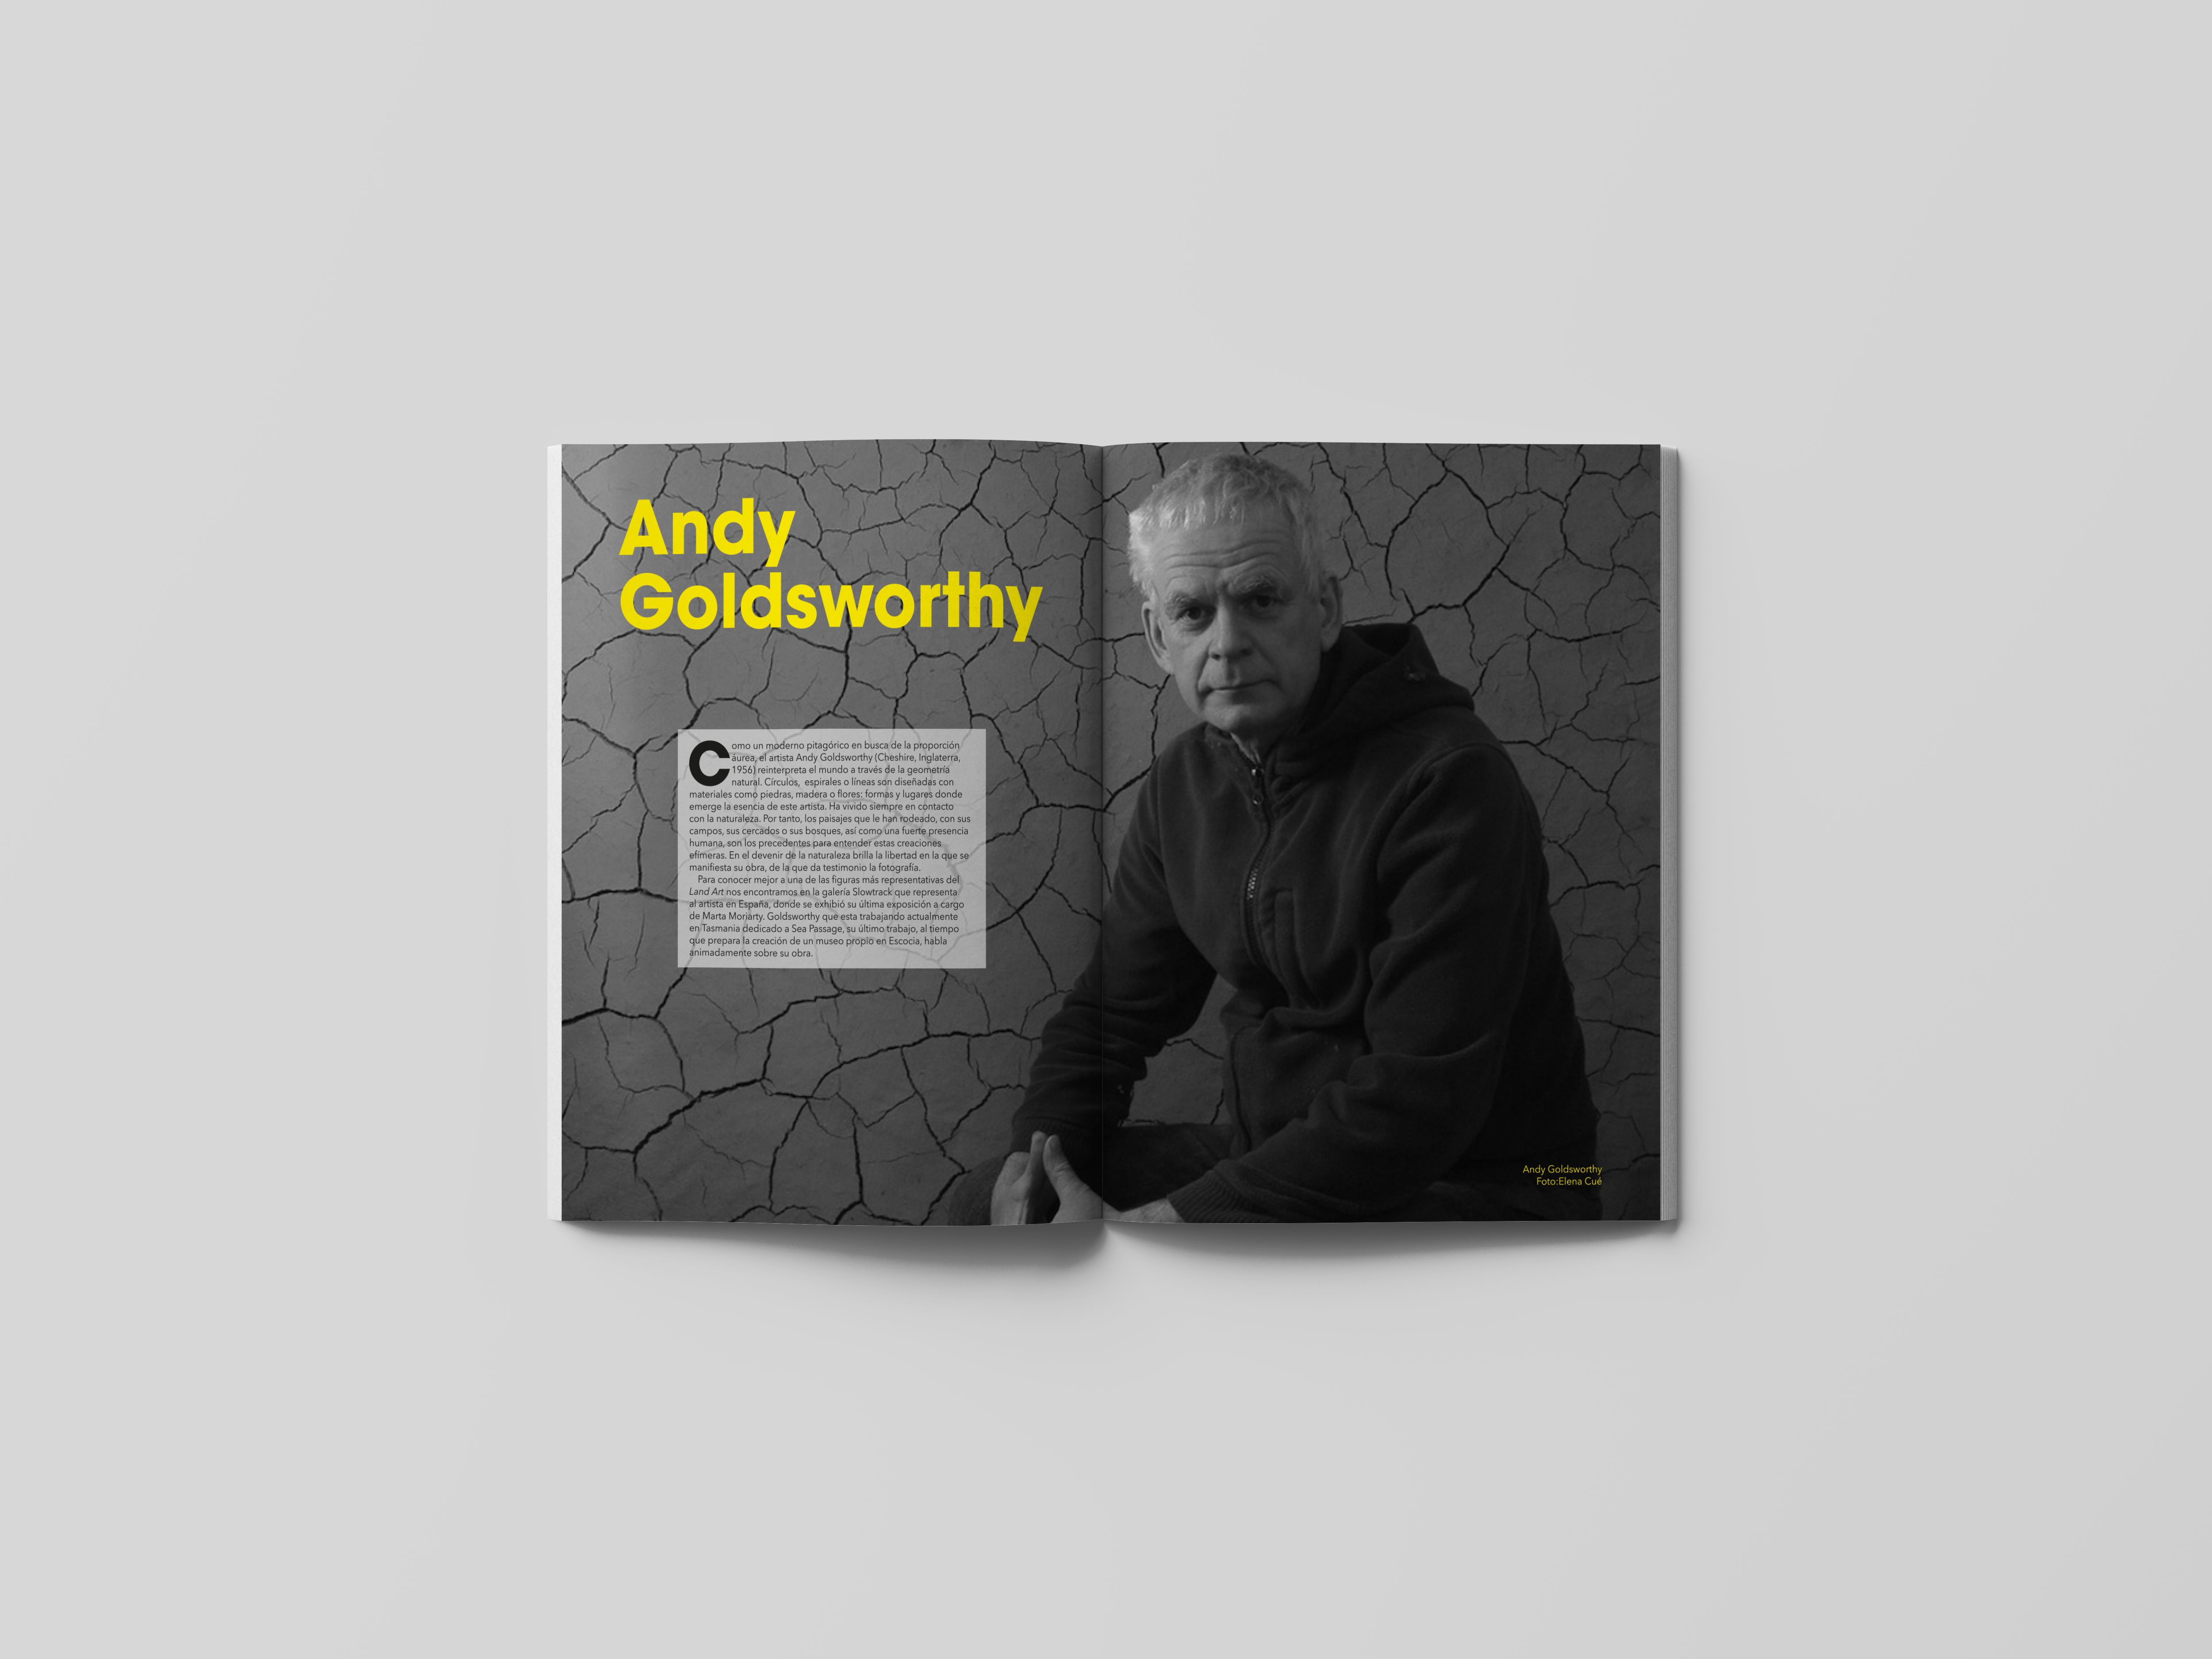 Andy
Goldsworthy
Como un moderno pitagórico en busca de la proporción
áurea, el artista Andy Goldsworthy (Cheshire, Inglaterra,
1956) reinterpreta el mundo a través de la geometría
natural. Círculos,  espirales o líneas son diseñadas con
materiales como piedras, madera o flores: formas y lugares donde
emerge la esencia de este artista. Ha vivido siempre en contacto
con la naturaleza. Por tanto, los paisajes que le han rodeado, con sus
campos, sus cercados o sus bosques, así como una fuerte presencia
humana, son los precedentes para entender estas creaciones
efímeras. En el devenir de la naturaleza brilla la libertad en la que se
manifiesta su obra, de la que da testimonio la fotografía.
Para conocer mejor a una de las figuras más representativas del
Land Art nos encontramos en la galería Slowtrack que representa
al artista en España, donde se exhibió su última exposición a cargo
de Marta Moriarty. Goldsworthy que esta trabajando actualmente
en Tasmania dedicado a Sea Passage, su último trabajo, al tiempo
que prepara la creación de un museo propio en Escocia, habla
animadamente sobre su obra.
Andy Goldsworthy
Foto:Elena Cué